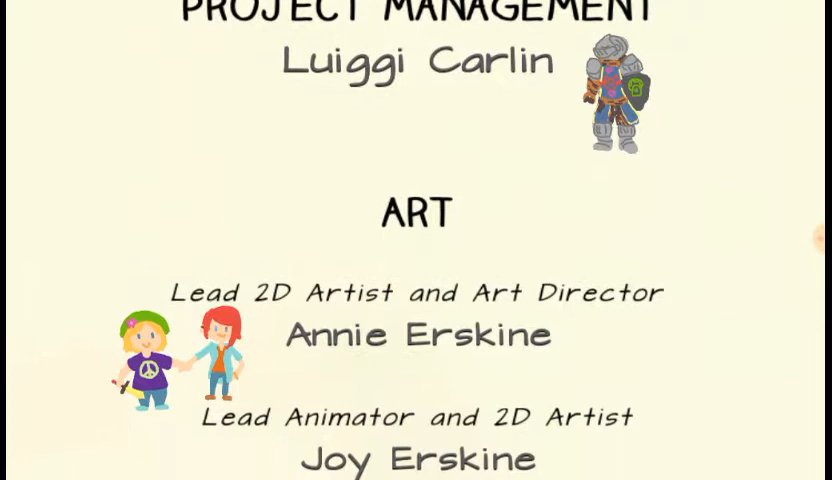 PROJECT MANAGEMENT
Luiggi Carlin
ART
Lead 2D Artist and Art Director
Annie Erskine
Lead Animator and 2D Artist
Joy Erskine